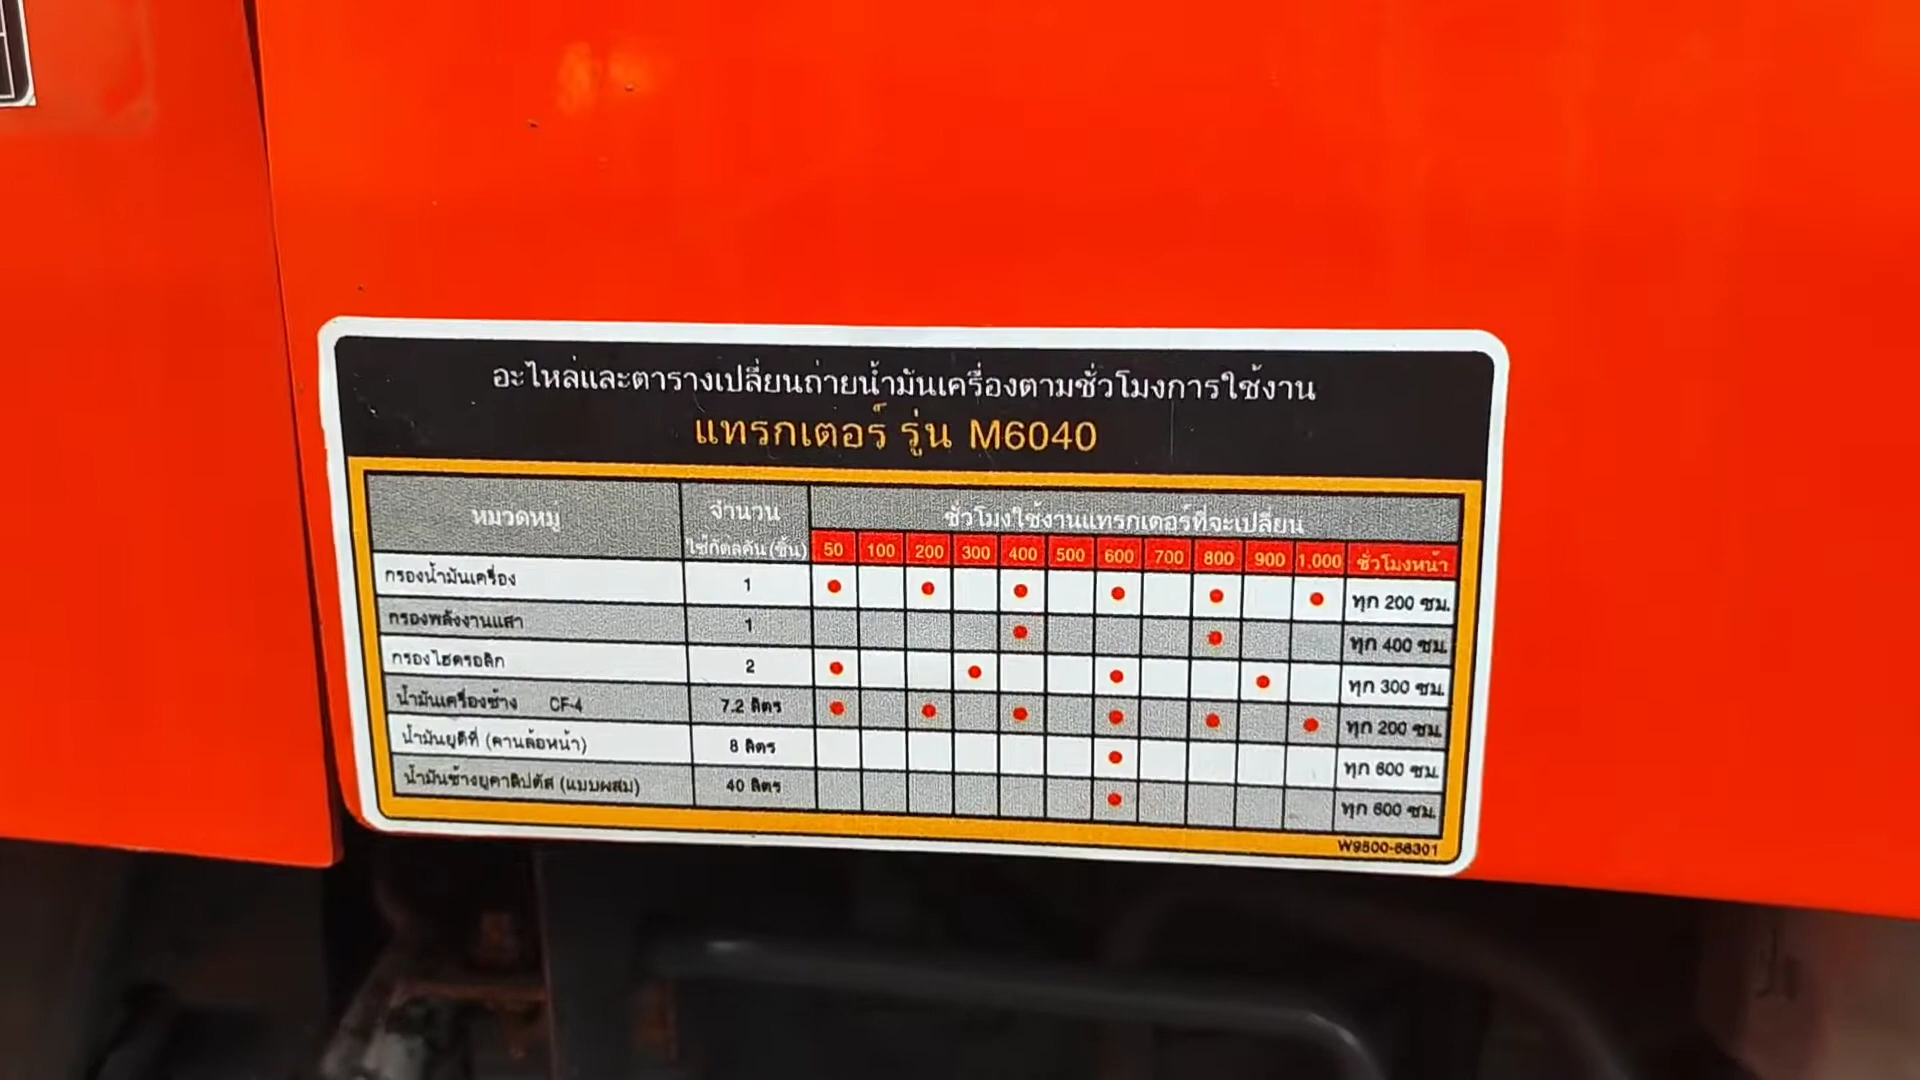 อะไหล่และตารางเปลี่ยนถ่ายน้ำมันเครื่องตามชั่วโมงการใช้งาน
แทรกเตอร์ รุ่น M6040
หมวดหมู่ จำนวน ชั่วโมงใช้งานแทรกเตอร์ที่จะเปลี่ยน
ใช้ต่อคัน (ชิ้น) 50 100 200 300 400 500 600 700 800 900 1,000 ชั่วโมงหน้า
กรองน้ำมันเครื่อง 1 ทุก 200 ชม.
กรองพลังงานแสา 1 ทุก 400 ชม.
กรองไฮดรอลิก 2 ทุก 300 ชม.
น้ำมันเครื่องช้าง CF-4 7.2 ลิตร ทุก 200 ชม.
น้ำมันยูดีที (คานล้อหน้า) 8 ลิตร ทุก 600 ชม.
น้ำมันช้างยูคาลิปตัส (แบบผสม) 40 ลิตร ทุก 600 ชม.
W9500-66301